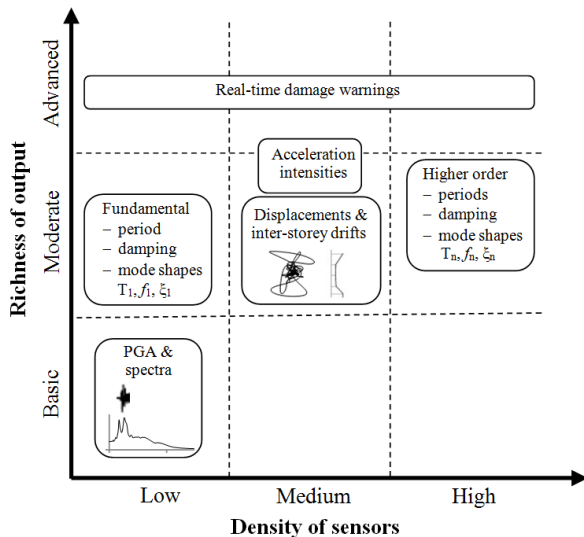 Richness of output
Advanced
Moderate
Basic
Real-time damage warnings
Acceleration
intensities
Fundamental
– period
– damping
– mode shapes
T₁, f₁, ξ₁
Displacements &
inter-storey drifts
Higher order
– periods
– damping
– mode shapes
Tₙ, fₙ, ξₙ
PGA &
spectra
Low
Medium
High
Density of sensors